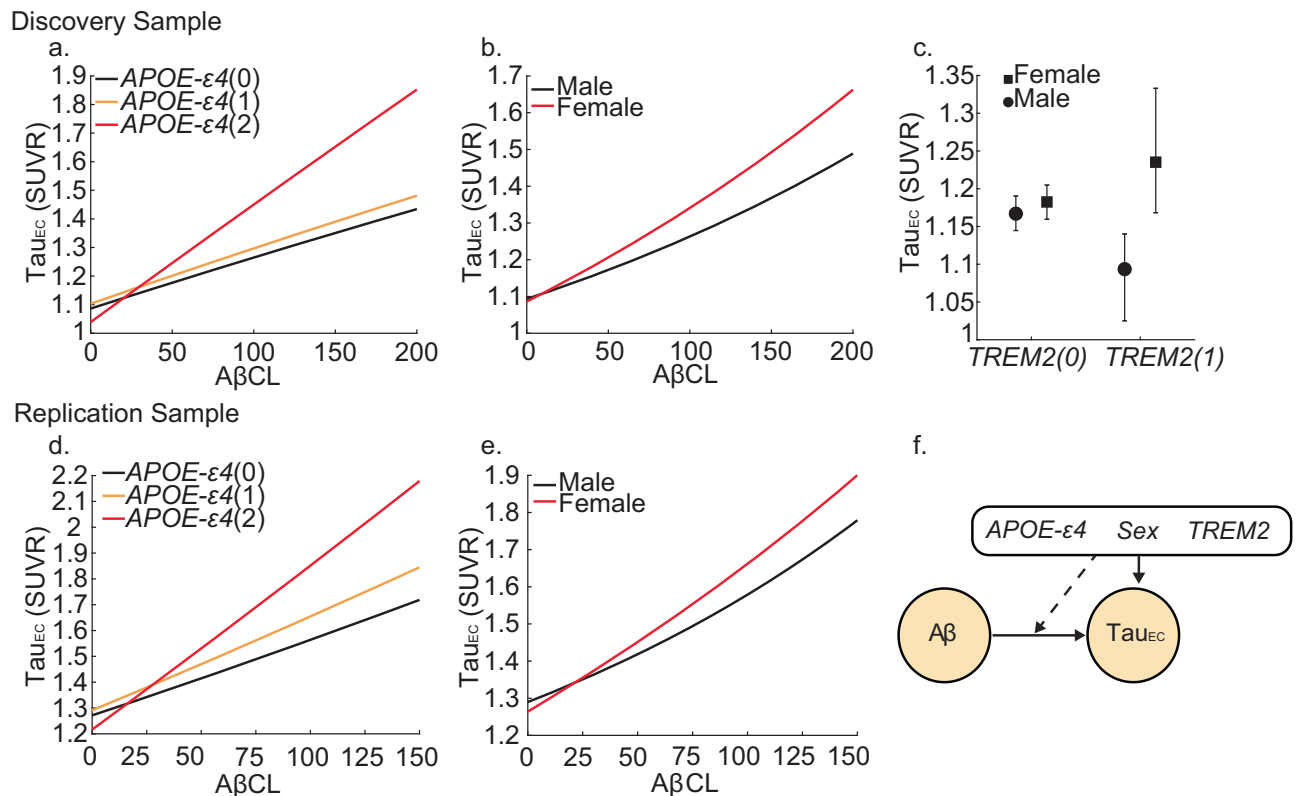 Discovery Sample
a.
APOE-ε4(0)
APOE-ε4(1)
APOE-ε4(2)
1.9
1.8
1.7
1.6
1.5
1.4
1.3
1.2
1.1
1
TauEC (SUVR)
0 50 100 150 200
AβCL
b.
Male
Female
1.7
1.6
1.5
1.4
1.3
1.2
1.1
1
TauEC (SUVR)
0 50 100 150 200
AβCL
c.
Female
Male
1.35
1.3
1.25
1.2
1.15
1.1
1.05
1
TauEC (SUVR)
TREM2(0) TREM2(1)
Replication Sample
d.
APOE-ε4(0)
APOE-ε4(1)
APOE-ε4(2)
2.2
2.1
2
1.9
1.8
1.7
1.6
1.5
1.4
1.3
1.2
TauEC (SUVR)
0 25 50 75 100 125 150
AβCL
e.
Male
Female
1.9
1.8
1.7
1.6
1.5
1.4
1.3
1.2
TauEC (SUVR)
0 25 50 75 100 125 150
AβCL
f.
APOE-ε4 Sex TREM2
Aβ TauEC